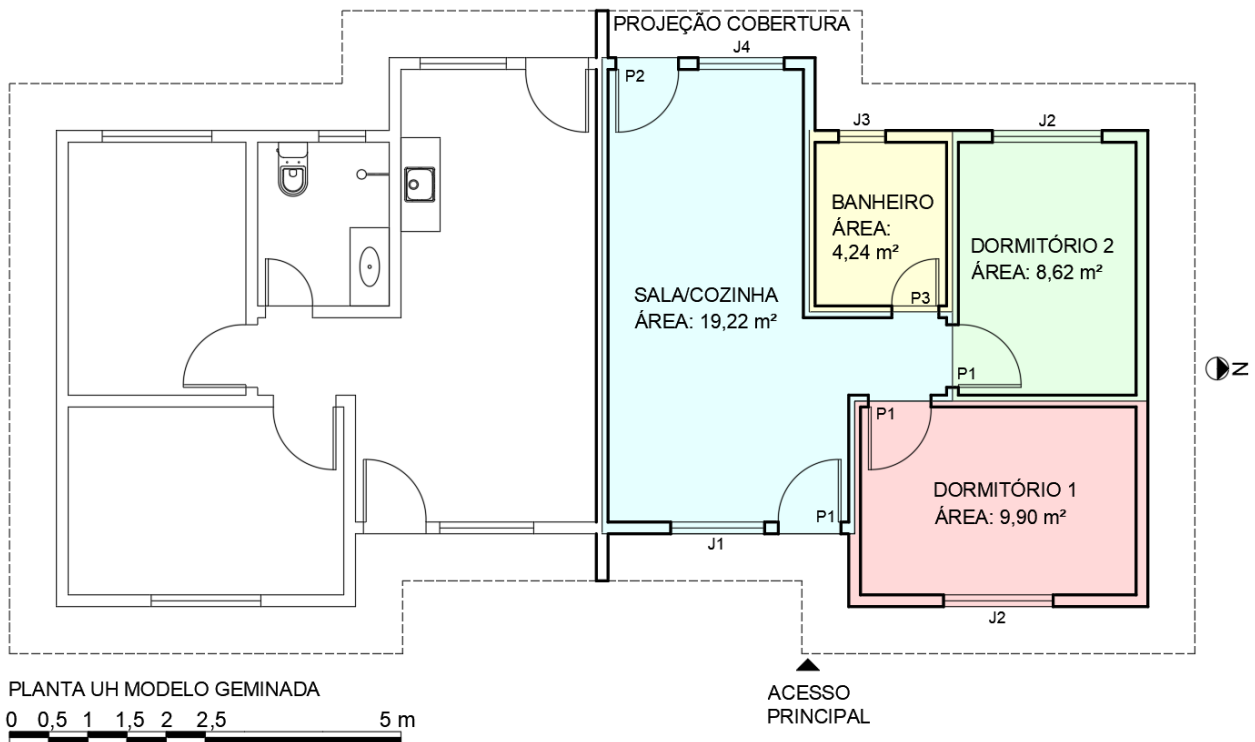 PROJEÇÃO COBERTURA
J4
P2
J3
J2
BANHEIRO
ÁREA:
4,24 m²
DORMITÓRIO 2
ÁREA: 8,62 m²
SALA/COZINHA
ÁREA: 19,22 m²
P3
P1
N
P1
DORMITÓRIO 1
ÁREA: 9,90 m²
P1
J1
J2
PLANTA UH MODELO GEMINADA
ACESSO
PRINCIPAL
0 0,5 1 1,5 2 2,5 5 m